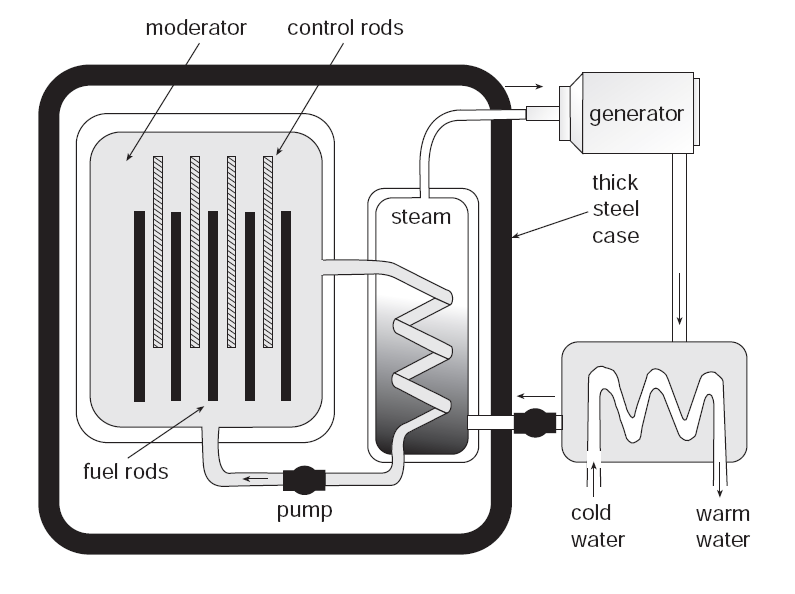 moderator
control rods
generator
thick
steel
case
steam
fuel rods
pump
cold
water
warm
water